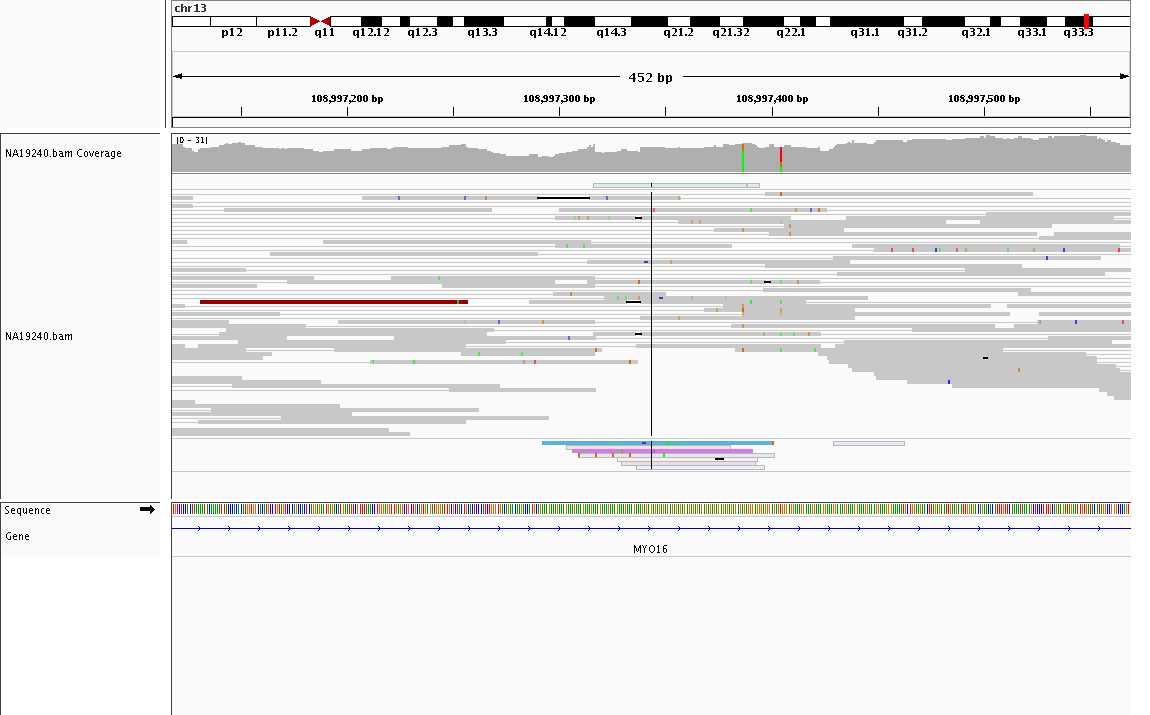 chr13
p12 p11.2 q11 q12.12 q12.3 q13.3 q14.12 q14.3 q21.2 q21.32 q22.1 q31.1 q31.2 q32.1 q33.1 q33.3
452 bp
108,997,200 bp 108,997,300 bp 108,997,400 bp 108,997,500 bp
[0 - 31]
NA19240.bam Coverage
NA19240.bam
Sequence
Gene
MYO16